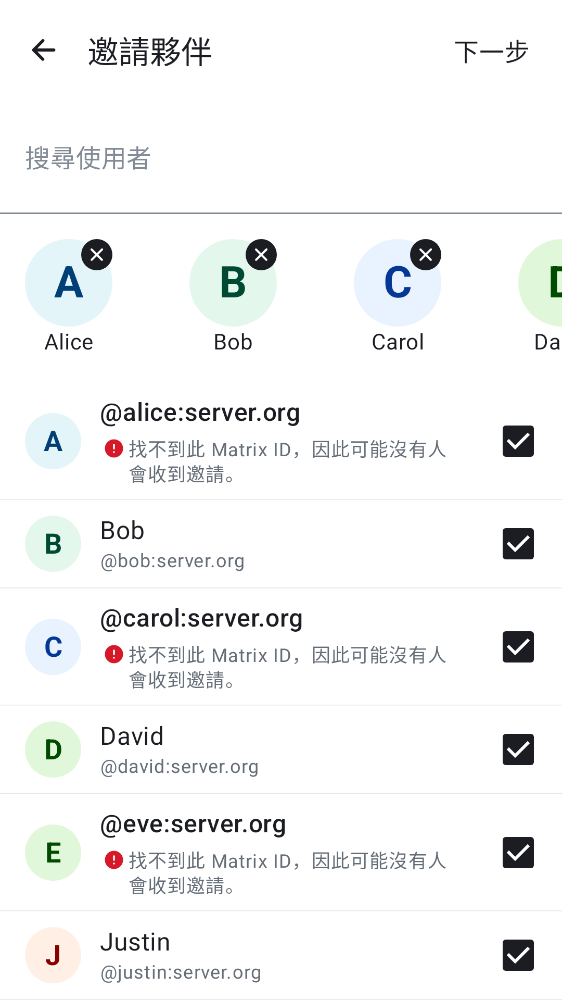 邀請夥伴
下一步
搜尋使用者
A
B
C
D
Alice
Bob
Carol
Da
A
@alice:server.org
找不到此 Matrix ID，因此可能沒有人
會收到邀請。
B
Bob
@bob:server.org
C
@carol:server.org
找不到此 Matrix ID，因此可能沒有人
會收到邀請。
D
David
@david:server.org
E
@eve:server.org
找不到此 Matrix ID，因此可能沒有人
會收到邀請。
J
Justin
@justin:server.org